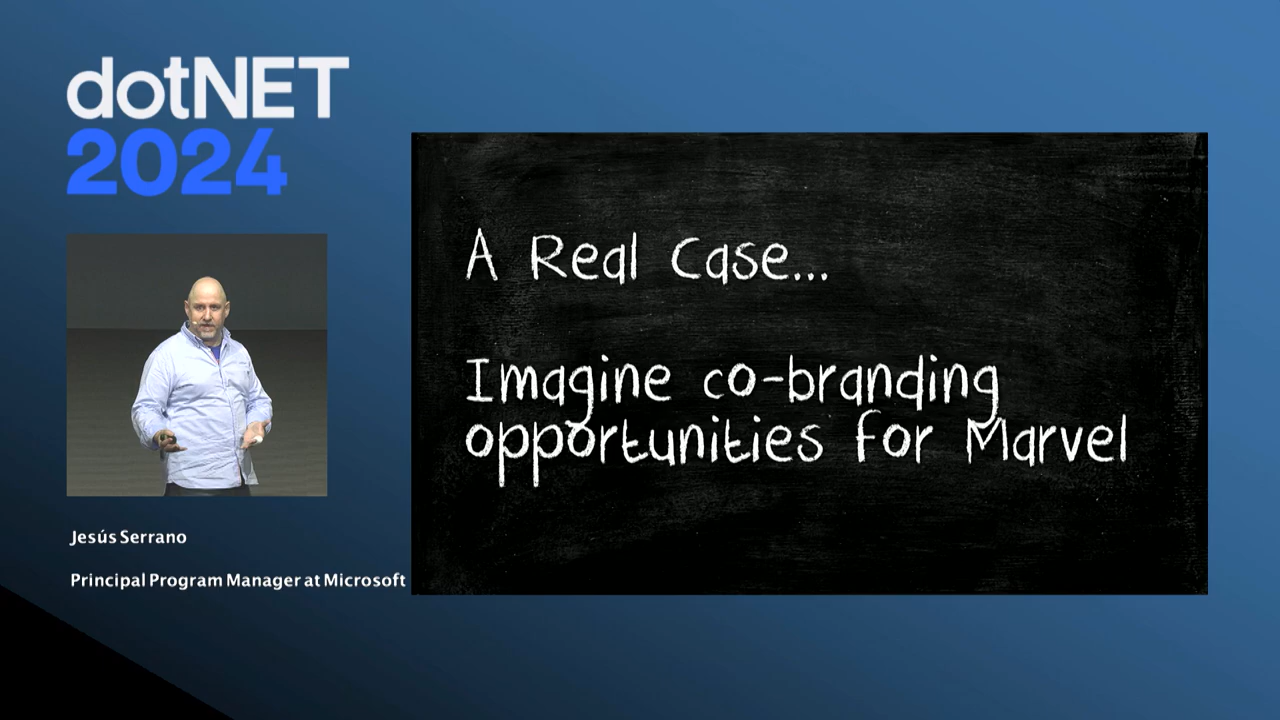 dotNET
2024
Jesús Serrano
Principal Program Manager at Microsoft
A Real Case...
Imagine co-branding
opportunities for Marvel